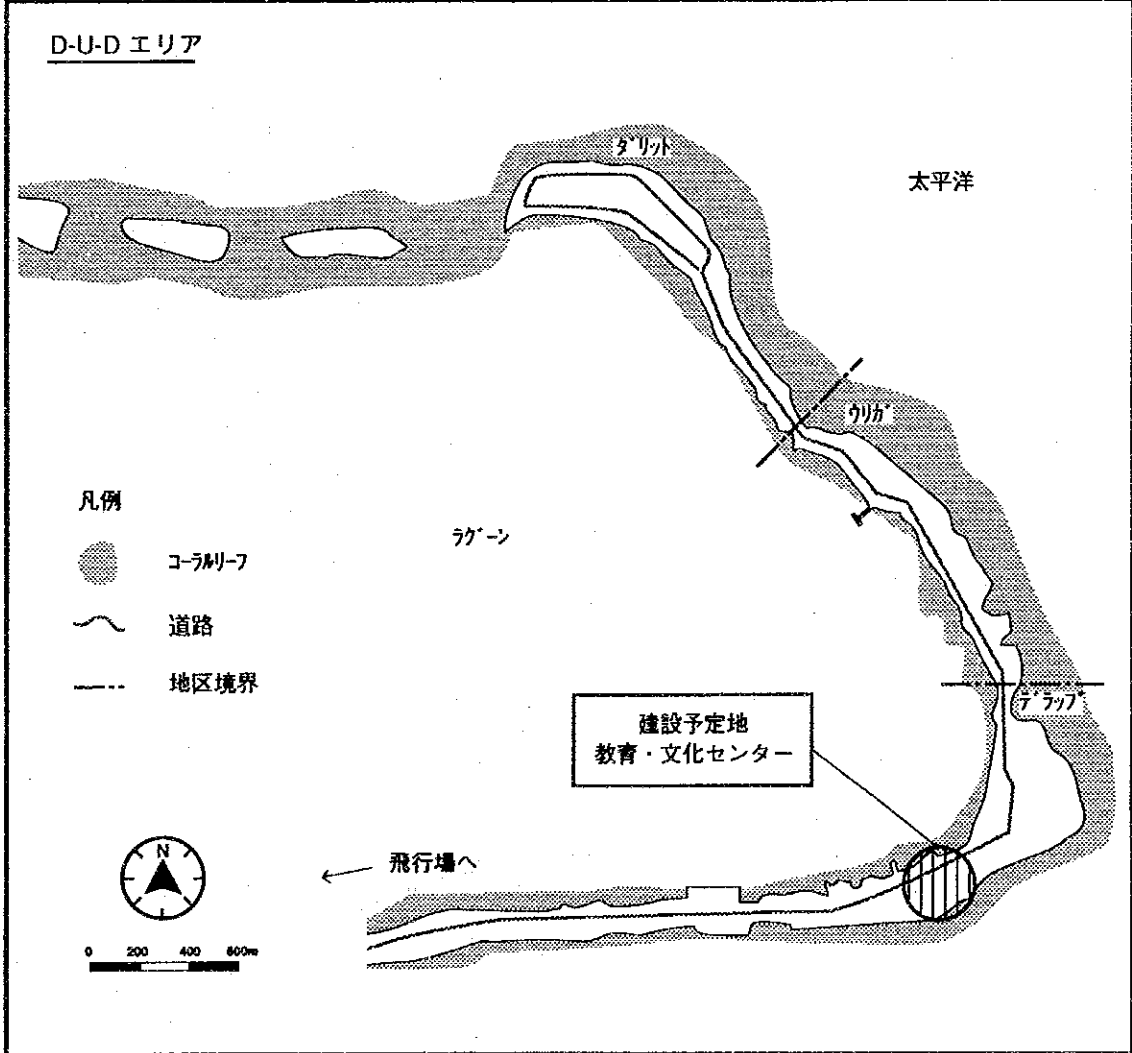 D-U-D エリア
ダリット
太平洋
ウリガ
凡例
コーラルリーフ
ラグーン
道路
地区境界
デラップ
建設予定地
教育・文化センター
N
飛行場へ
0 200 400 600m